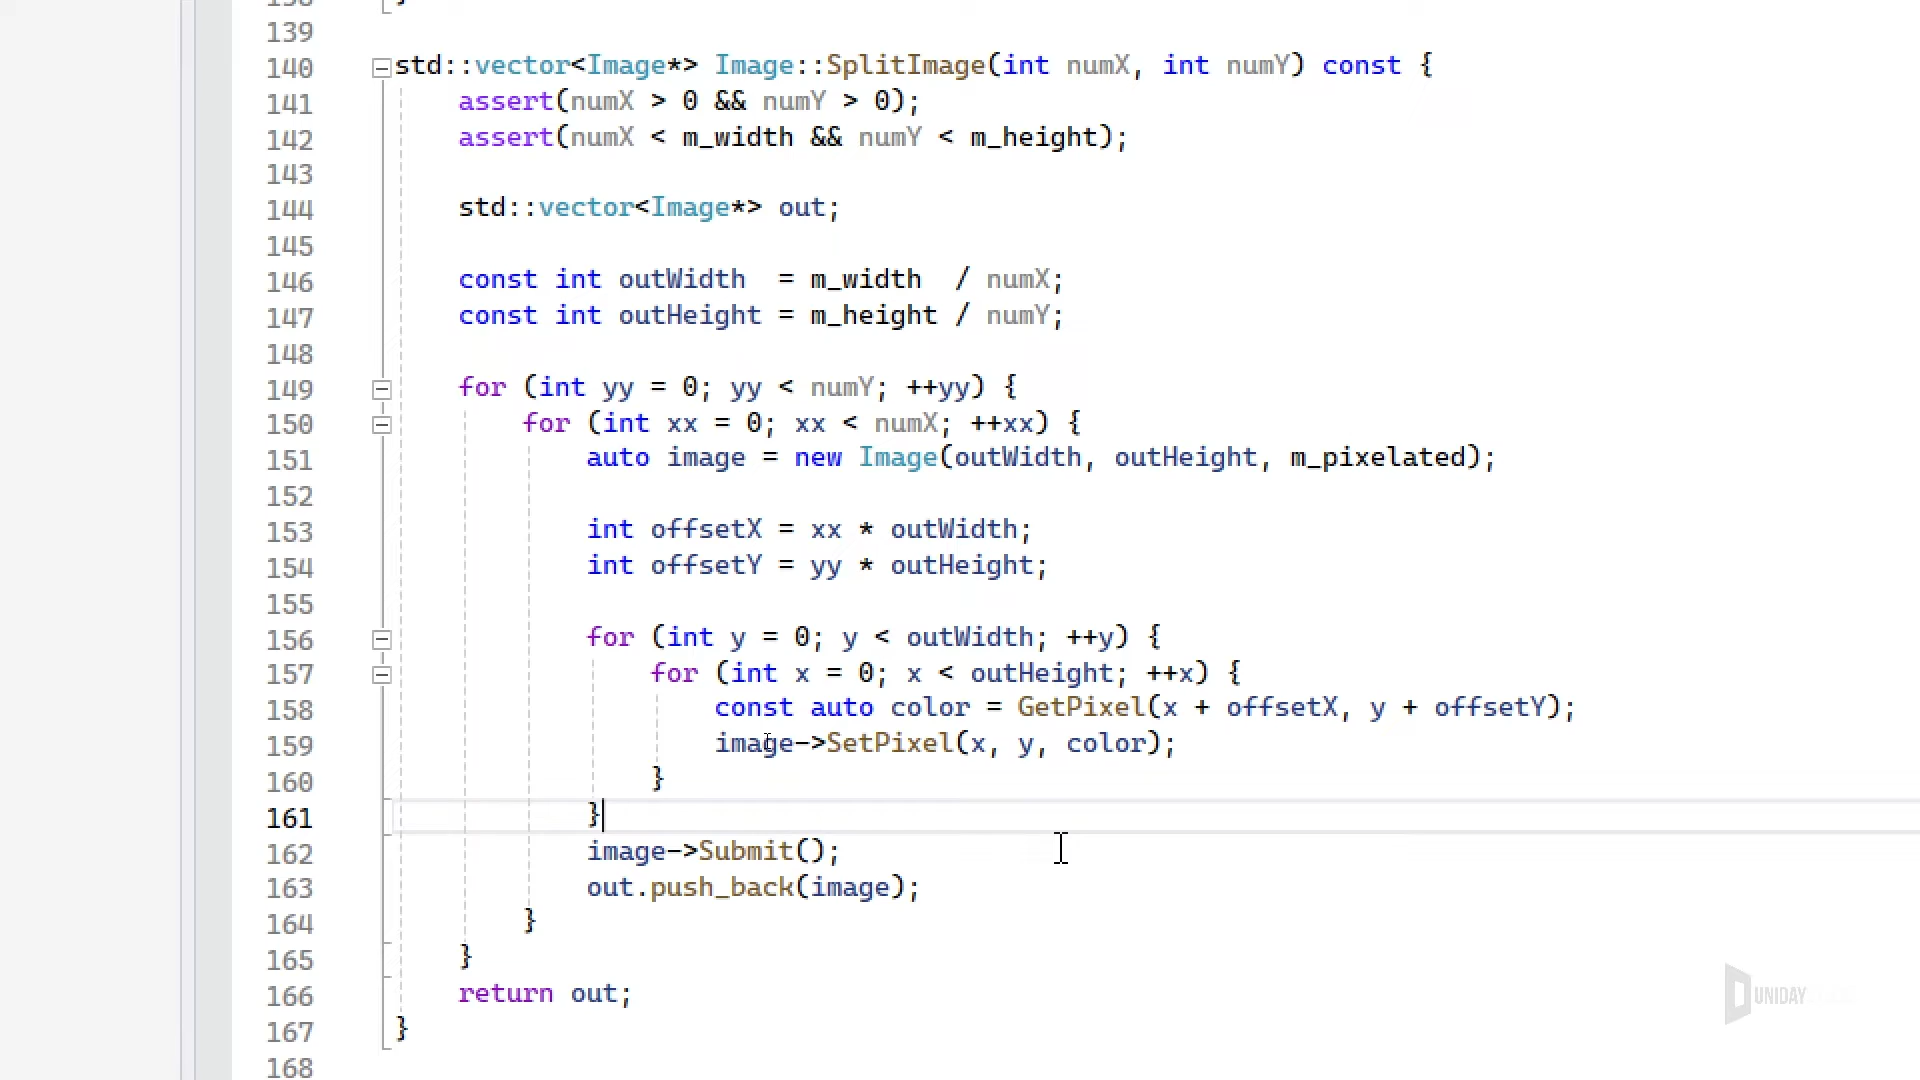 139
140 std::vector<Image*> Image::SplitImage(int numX, int numY) const {
141     assert(numX > 0 && numY > 0);
142     assert(numX < m_width && numY < m_height);
143
144     std::vector<Image*> out;
145
146     const int outWidth  = m_width  / numX;
147     const int outHeight = m_height / numY;
148
149     for (int yy = 0; yy < numY; ++yy) {
150         for (int xx = 0; xx < numX; ++xx) {
151             auto image = new Image(outWidth, outHeight, m_pixelated);
152
153             int offsetX = xx * outWidth;
154             int offsetY = yy * outHeight;
155
156             for (int y = 0; y < outWidth; ++y) {
157                 for (int x = 0; x < outHeight; ++x) {
158                     const auto color = GetPixel(x + offsetX, y + offsetY);
159                     image->SetPixel(x, y, color);
160                 }
161             }
162             image->Submit();
163             out.push_back(image);
164         }
165     }
166     return out;
167 }
168
UNIDAY